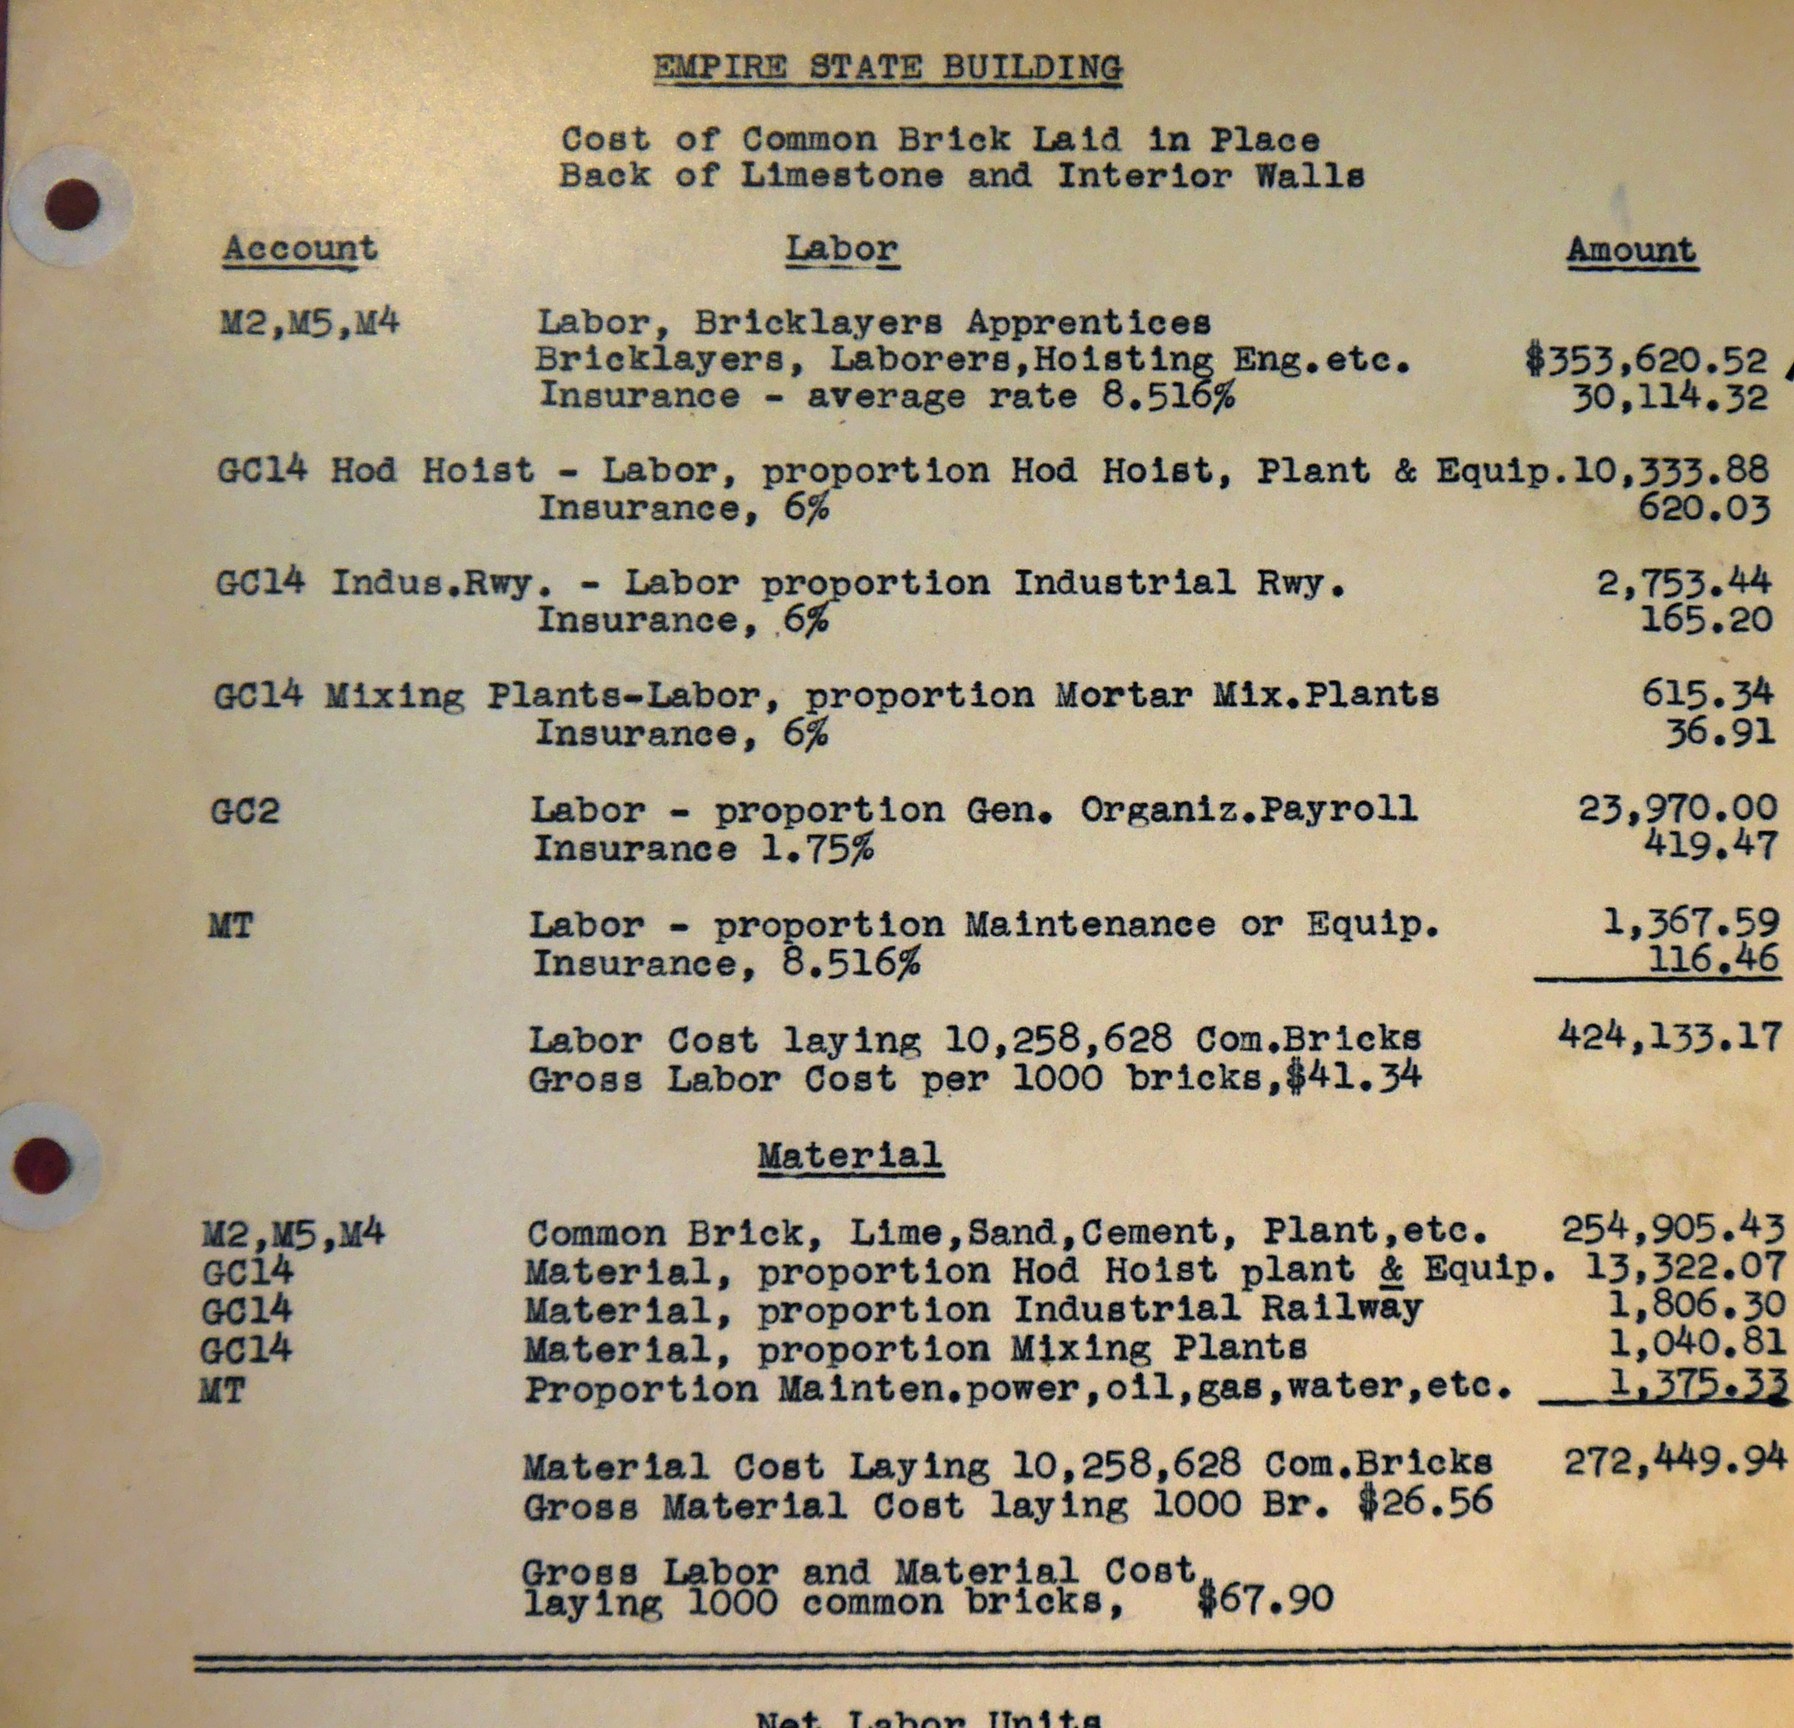 EMPIRE STATE BUILDING
Cost of Common Brick Laid in Place
Back of Limestone and Interior Walls
Account Labor Amount
M2,M5,M4 Labor, Bricklayers Apprentices
Bricklayers, Laborers,Hoisting Eng.etc. $353,620.52
Insurance - average rate 8.516% 30,114.32
GC14 Hod Hoist - Labor, proportion Hod Hoist, Plant & Equip.10,333.88
Insurance, 6% 620.03
GC14 Indus.Rwy. - Labor proportion Industrial Rwy. 2,753.44
Insurance, 6% 165.20
GC14 Mixing Plants-Labor, proportion Mortar Mix.Plants 615.34
Insurance, 6% 36.91
GC2 Labor - proportion Gen. Organiz.Payroll 23,970.00
Insurance 1.75% 419.47
MT Labor - proportion Maintenance or Equip. 1,367.59
Insurance, 8.516% 116.46
Labor Cost laying 10,258,628 Com.Bricks 424,133.17
Gross Labor Cost per 1000 bricks,$41.34
Material
M2,M5,M4 Common Brick, Lime,Sand,Cement, Plant,etc. 254,905.43
GC14 Material, proportion Hod Hoist plant & Equip. 13,322.07
GC14 Material, proportion Industrial Railway 1,806.30
GC14 Material, proportion Mixing Plants 1,040.81
MT Proportion Mainten.power,oil,gas,water,etc. 1,375.33
Material Cost Laying 10,258,628 Com.Bricks 272,449.94
Gross Material Cost laying 1000 Br. $26.56
Gross Labor and Material Cost
laying 1000 common bricks, $67.90
Net Labor Units